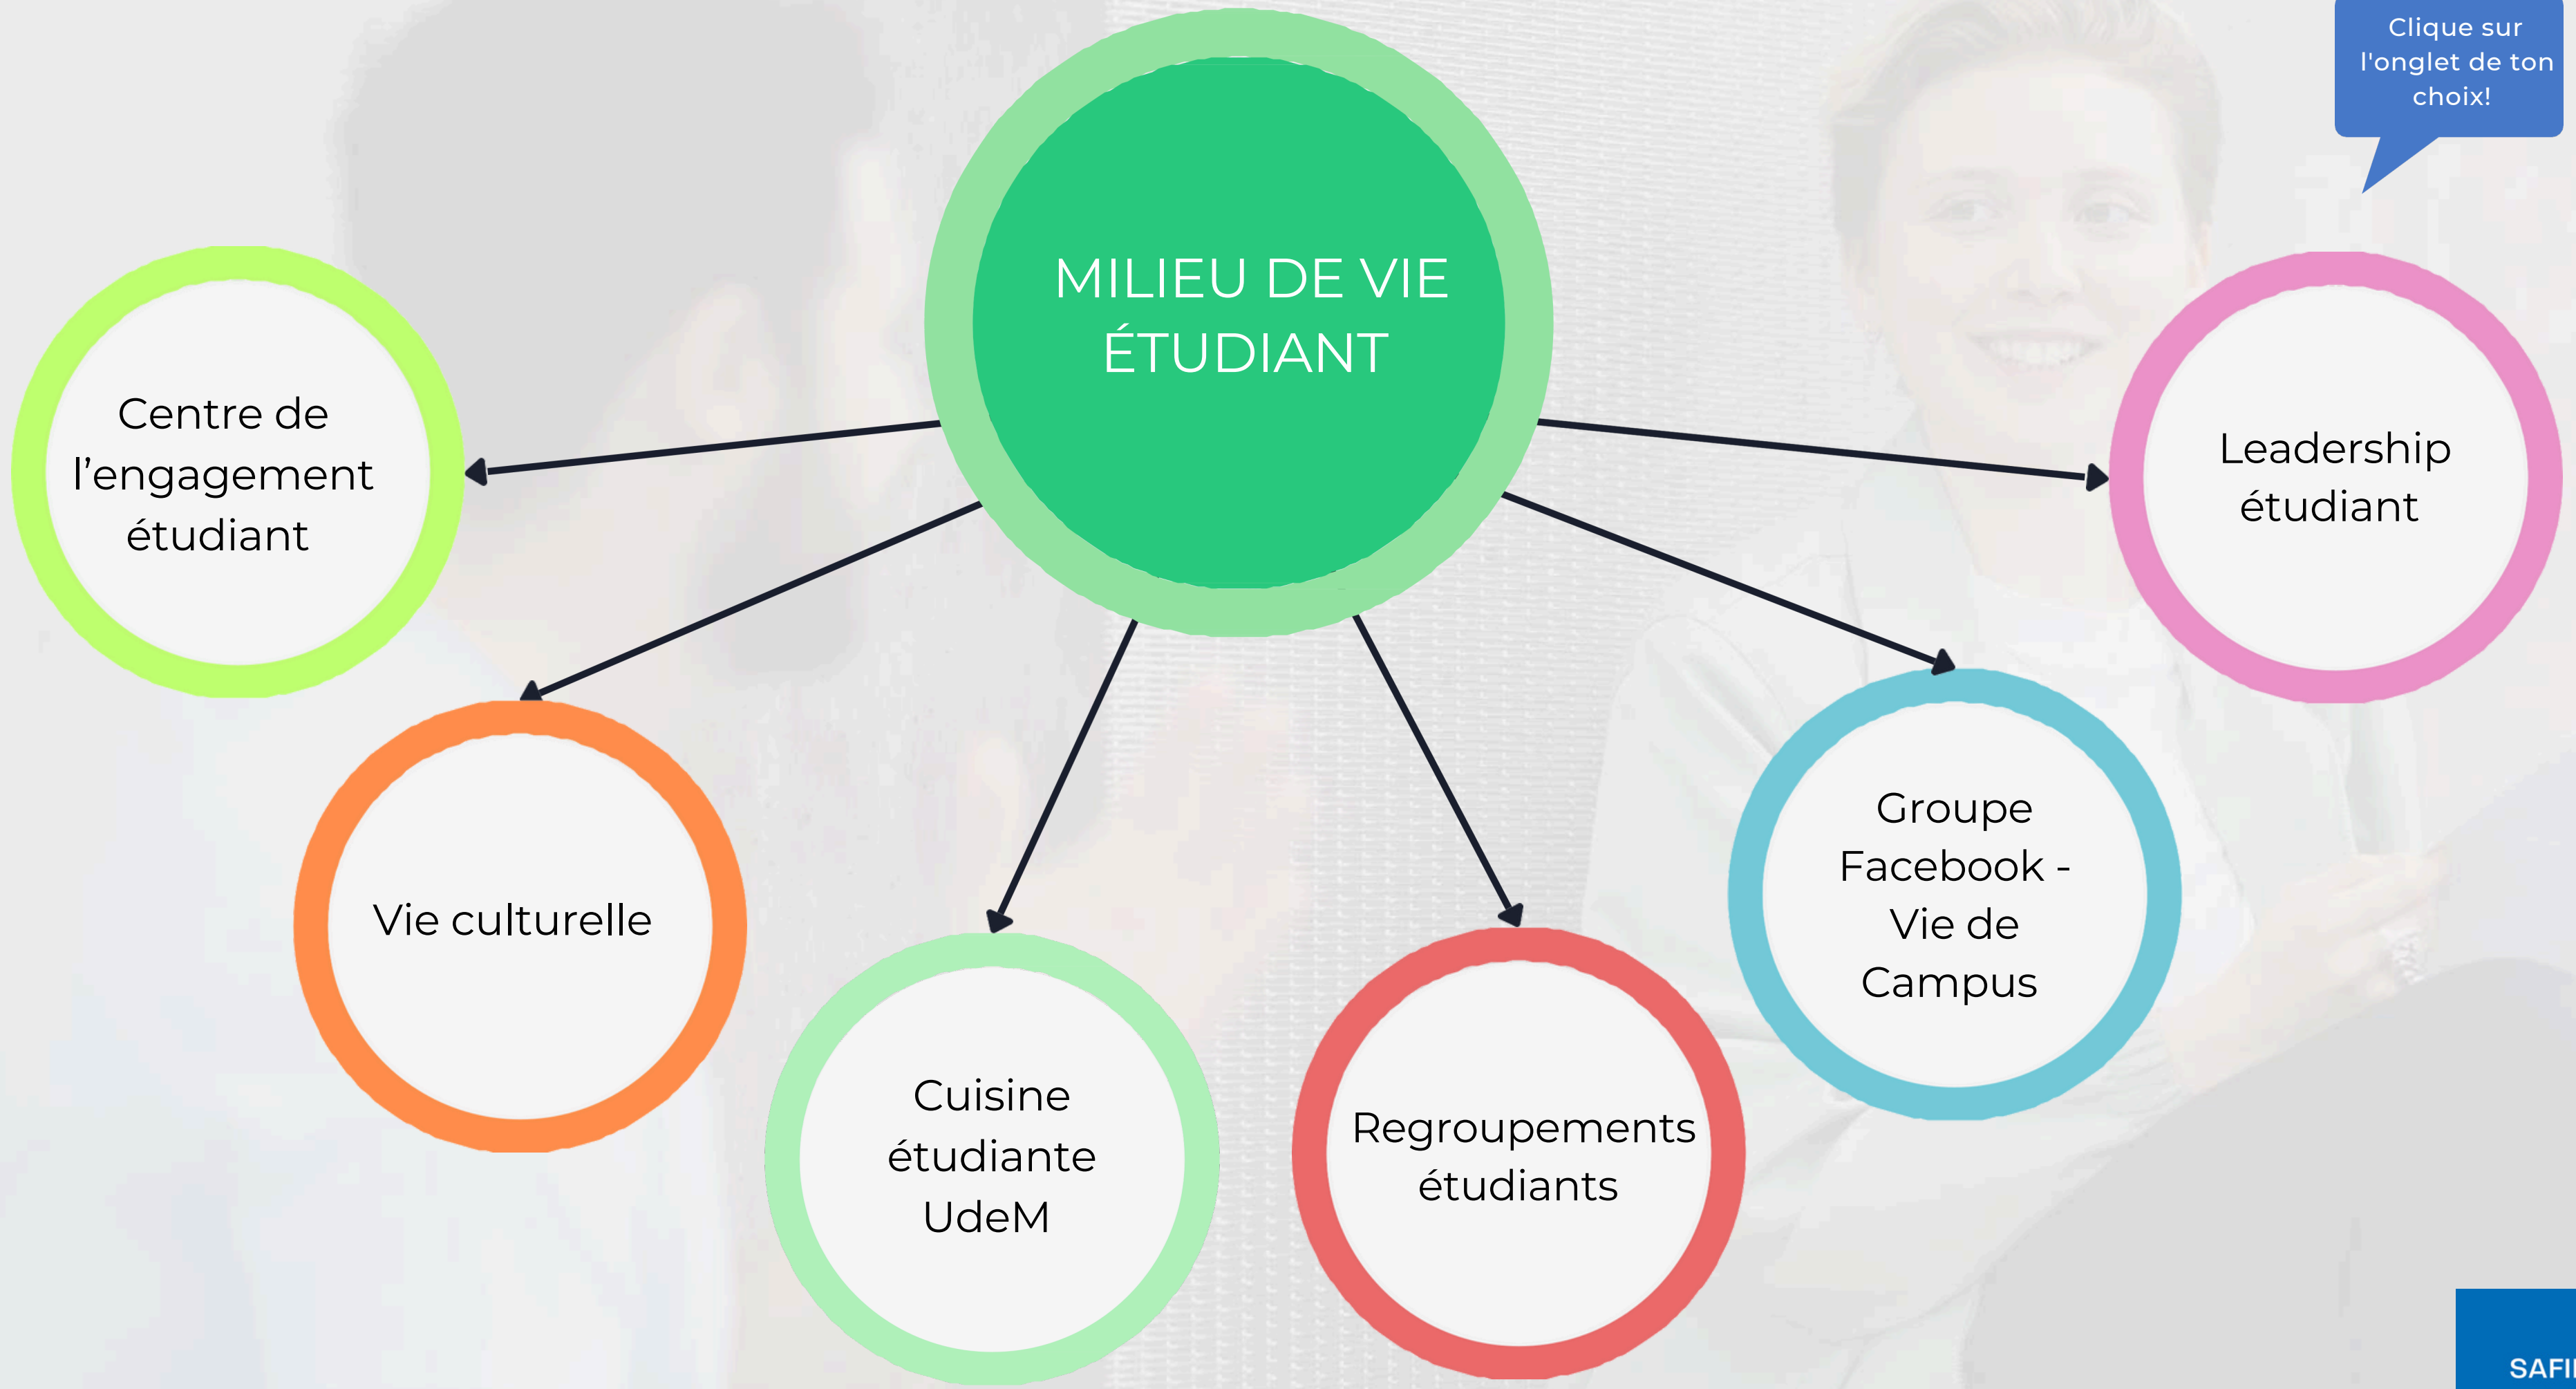 Clique sur
l'onglet de ton
choix!
MILIEU DE VIE
ÉTUDIANT
Centre de
l’engagement
étudiant
Leadership
étudiant
Vie culturelle
Groupe
Facebook -
Vie de
Campus
Cuisine
étudiante
UdeM
Regroupements
étudiants